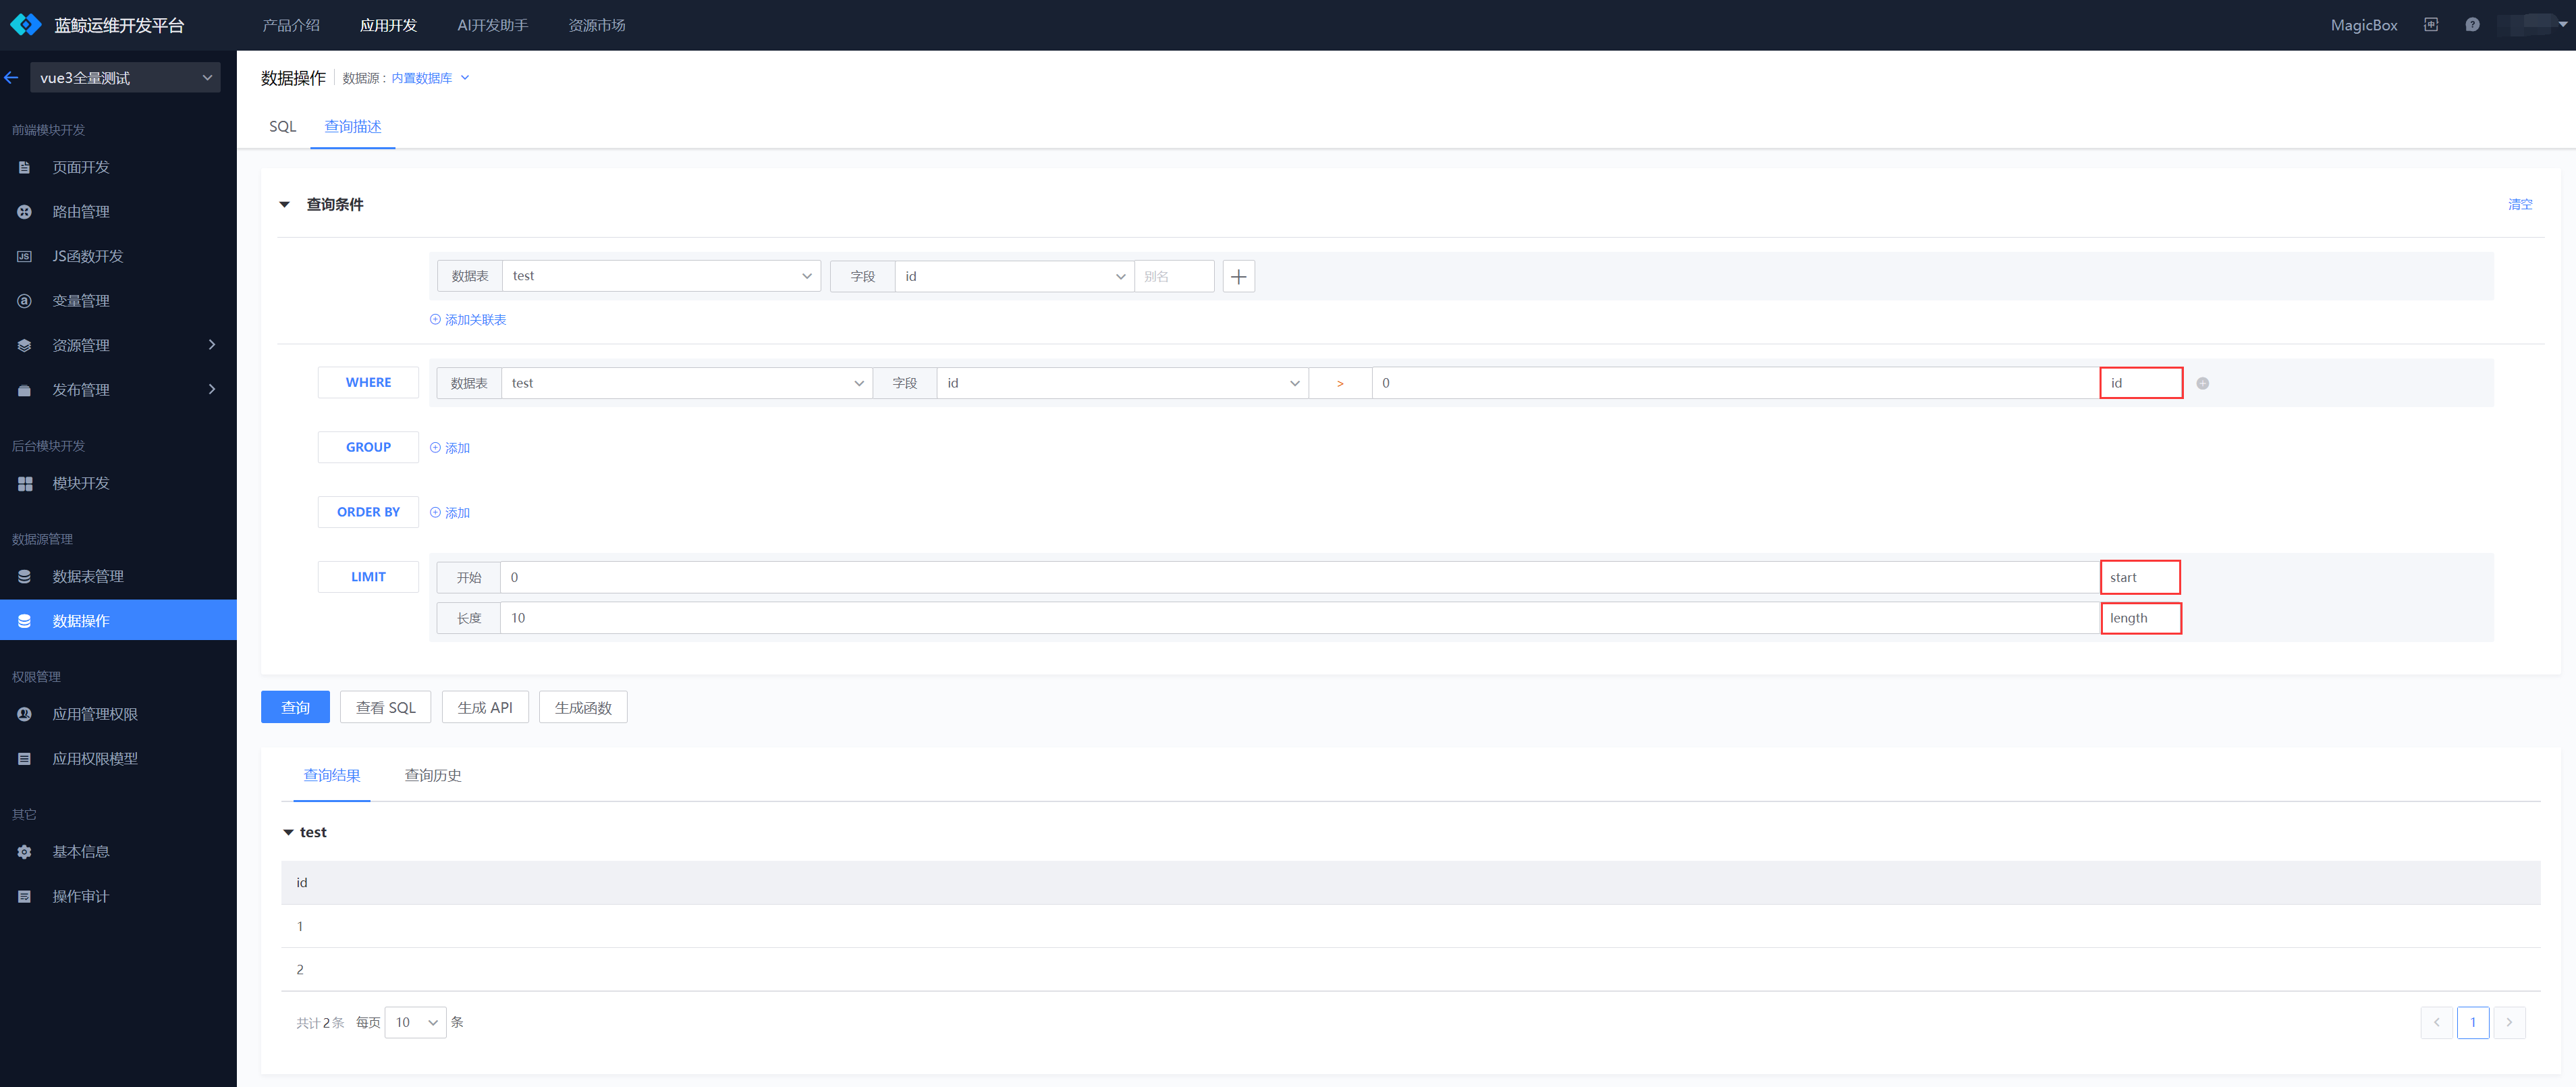 蓝鲸运维开发平台 产品介绍 应用开发 AI开发助手 资源市场 MagicBox
vue3全量测试
前端模块开发
页面开发
路由管理
JS函数开发
变量管理
资源管理
发布管理
后台模块开发
模块开发
数据源管理
数据表管理
数据操作
权限管理
应用管理权限
应用权限模型
其它
基本信息
操作审计
数据操作 数据源：内置数据库
SQL 查询描述
查询条件 清空
数据表 test 字段 id 别名
添加关联表
WHERE 数据表 test 字段 id > 0 id
GROUP 添加
ORDER BY 添加
LIMIT 开始 0 start
长度 10 length
查询 查看 SQL 生成 API 生成函数
查询结果 查询历史
test
id
1
2
共计2条 每页 10 条 1